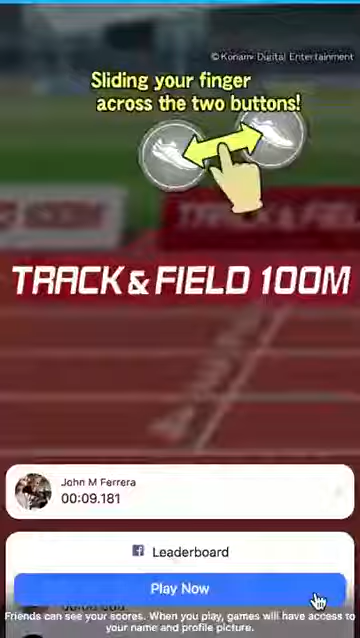 ©Konami Digital Entertainment
Sliding your finger
across the two buttons!
TRACK & FIELD 100M
John M Ferrera
00:09.181
Leaderboard
Play Now
Friends can see your scores. When you play, games will have access to
your name and profile picture.